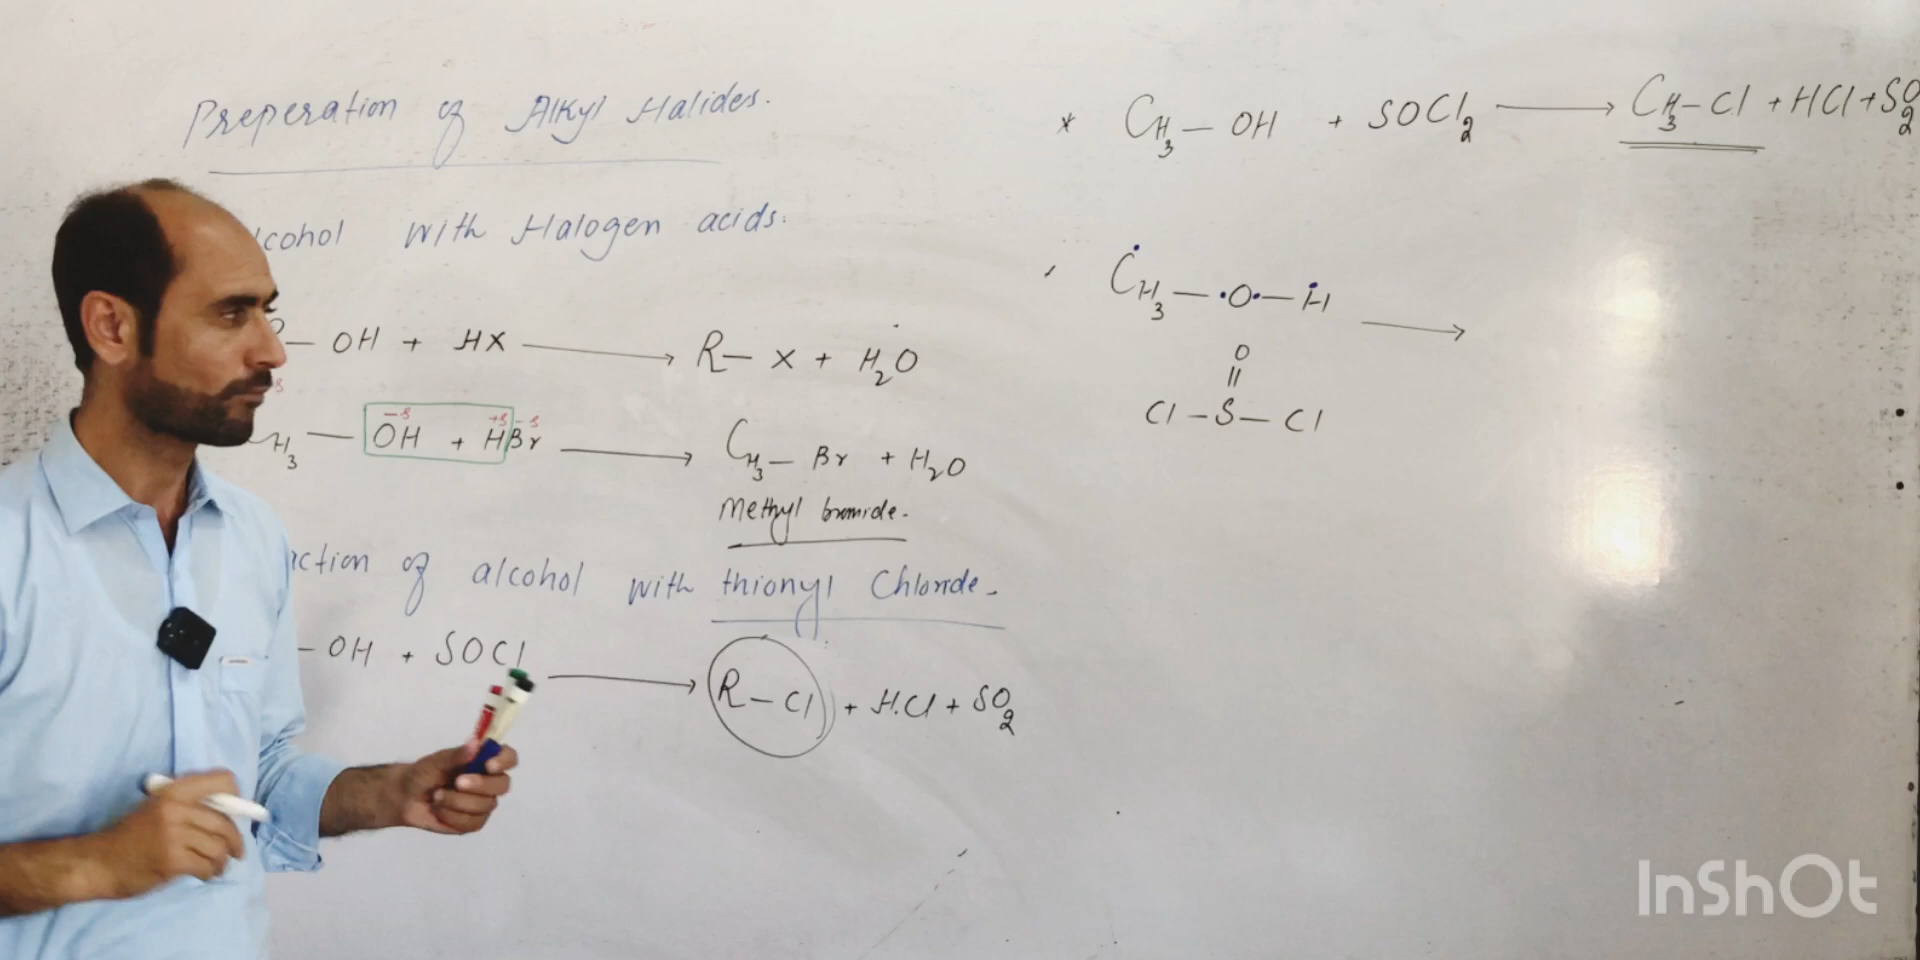 Preperation of Alkyl Halides.
lcohol with Halogen acids.
— OH + HX ⟶ R — X + H₂O
H₃ — OH + HBr ⟶ CH₃ — Br + H₂O
-δ +δ -δ
Methyl bromide.
ction of alcohol with thionyl Chloride.
— OH + SOCl ⟶ R — Cl + HCl + SO₂
* CH₃ — OH + SOCl₂ ⟶ CH₃ — Cl + HCl + SO₂
CH₃ — O — H ⟶
O
||
Cl — S — Cl
InShOt